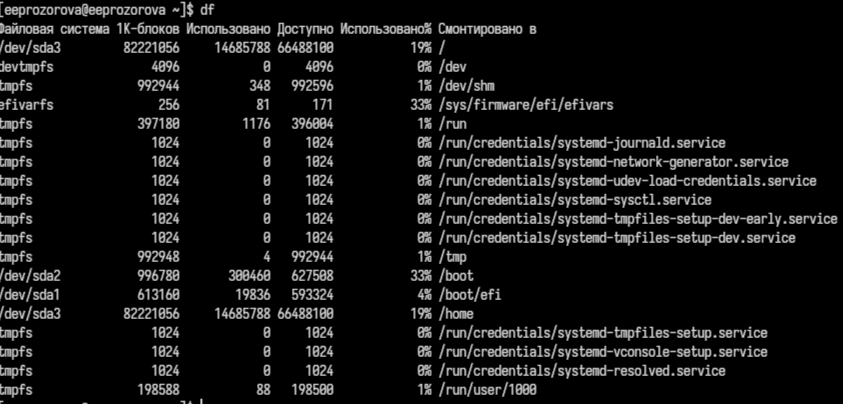 [eeprozorova@eeprozorova ~]$ df
Файловая система 1K-блоков Использовано Доступно Использовано% Смонтировано в
/dev/sda3 82221056 14685788 66488100 19% /
devtmpfs 4096 0 4096 0% /dev
tmpfs 992944 348 992596 1% /dev/shm
efivarfs 256 81 171 33% /sys/firmware/efi/efivars
tmpfs 397180 1176 396004 1% /run
tmpfs 1024 0 1024 0% /run/credentials/systemd-journald.service
tmpfs 1024 0 1024 0% /run/credentials/systemd-network-generator.service
tmpfs 1024 0 1024 0% /run/credentials/systemd-udev-load-credentials.service
tmpfs 1024 0 1024 0% /run/credentials/systemd-sysctl.service
tmpfs 1024 0 1024 0% /run/credentials/systemd-tmpfiles-setup-dev-early.service
tmpfs 1024 0 1024 0% /run/credentials/systemd-tmpfiles-setup-dev.service
tmpfs 992948 4 992944 1% /tmp
/dev/sda2 996780 300460 627508 33% /boot
/dev/sda1 613160 19836 593324 4% /boot/efi
/dev/sda3 82221056 14685788 66488100 19% /home
tmpfs 1024 0 1024 0% /run/credentials/systemd-tmpfiles-setup.service
tmpfs 1024 0 1024 0% /run/credentials/systemd-vconsole-setup.service
tmpfs 1024 0 1024 0% /run/credentials/systemd-resolved.service
tmpfs 198588 88 198500 1% /run/user/1000